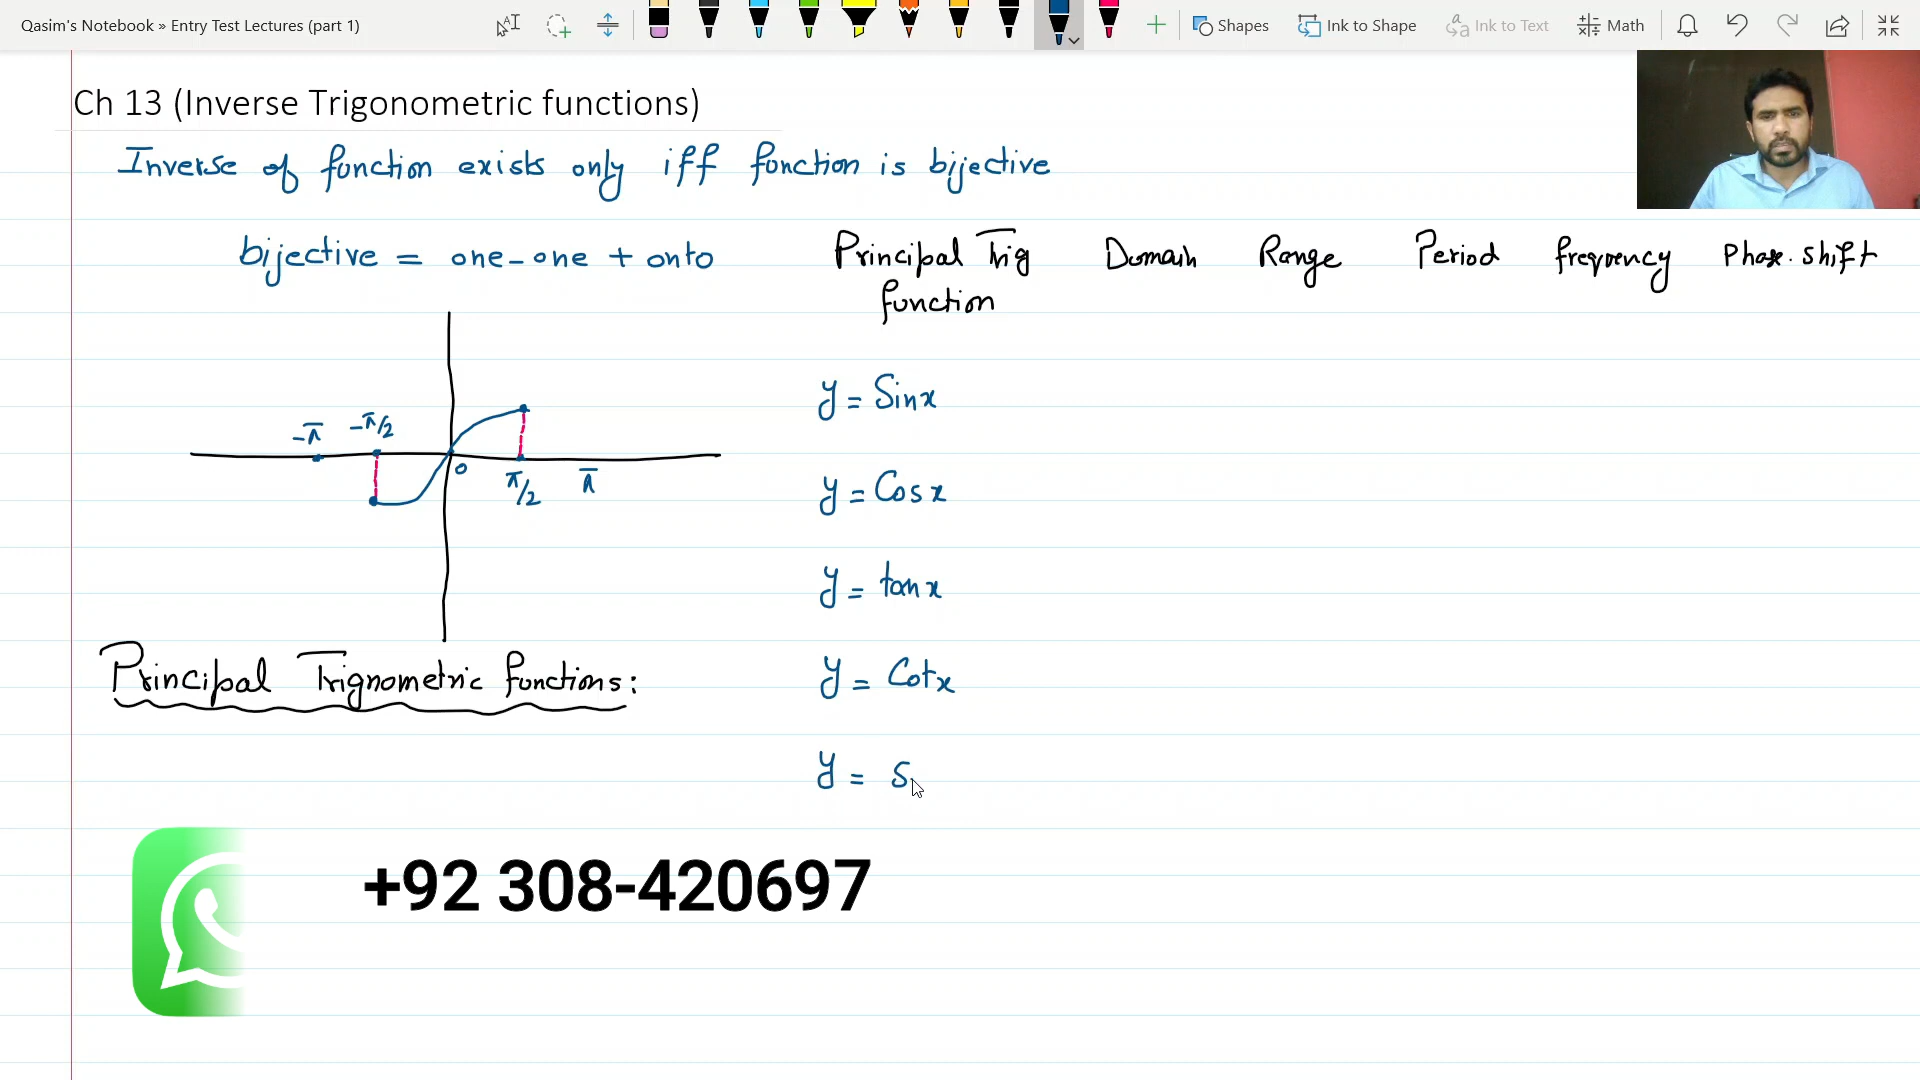 Qasim's Notebook » Entry Test Lectures (part 1)
Shapes
Ink to Shape
Ink to Text
Math
Ch 13 (Inverse Trigonometric functions)
Inverse of function exists only iff function is bijective
bijective = one-one + onto
Principal Trig function
Domain
Range
Period
frequency
Phase. shift
-π
-π/2
0
π/2
π
y = Sinx
y = Cosx
y = tanx
y = Cotx
y = S
Principal Trignometric functions:
+92 308-420697